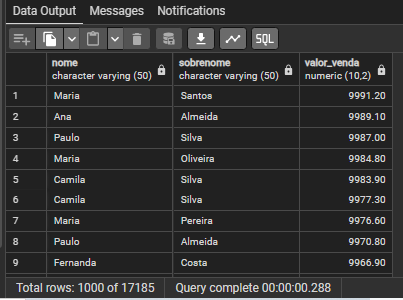 Data Output Messages Notifications
SQL
nome sobrenome valor_venda
character varying (50) character varying (50) numeric (10,2)
1 Maria Santos 9991.20
2 Ana Almeida 9989.10
3 Paulo Silva 9987.00
4 Maria Oliveira 9984.80
5 Camila Silva 9983.90
6 Camila Silva 9977.30
7 Maria Pereira 9976.60
8 Paulo Almeida 9970.80
9 Fernanda Costa 9966.90
Total rows: 1000 of 17185 Query complete 00:00:00.288